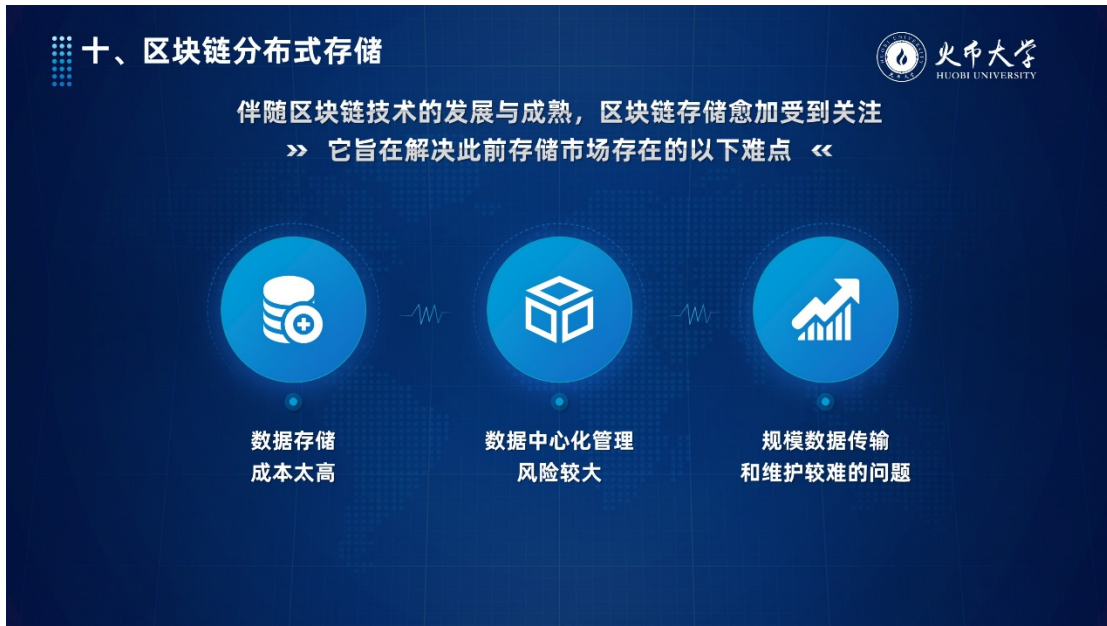 十、区块链分布式存储
火币大学
HUOBI UNIVERSITY
伴随区块链技术的发展与成熟，区块链存储愈加受到关注
›› 它旨在解决此前存储市场存在的以下难点 ‹‹
数据存储
成本太高
数据中心化管理
风险较大
规模数据传输
和维护较难的问题